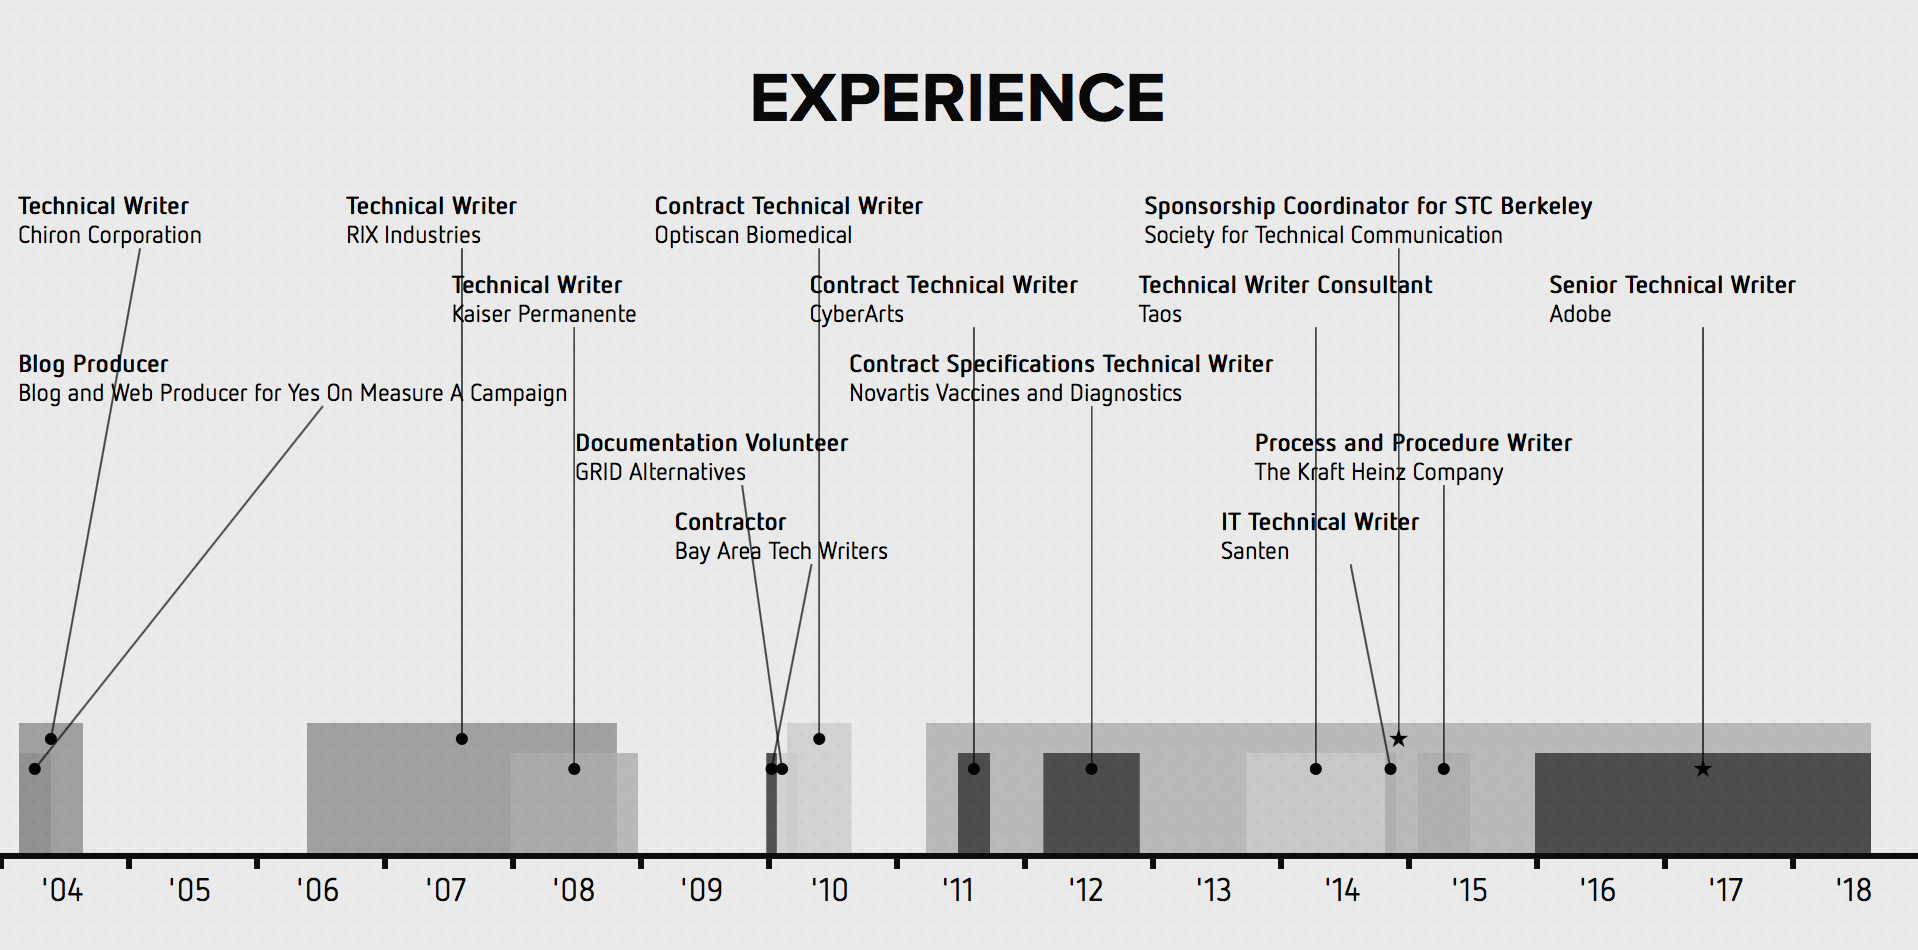 EXPERIENCE
Technical Writer
Chiron Corporation
Technical Writer
RIX Industries
Contract Technical Writer
Optiscan Biomedical
Sponsorship Coordinator for STC Berkeley
Society for Technical Communication
Technical Writer
Kaiser Permanente
Contract Technical Writer
CyberArts
Technical Writer Consultant
Taos
Senior Technical Writer
Adobe
Blog Producer
Blog and Web Producer for Yes On Measure A Campaign
Contract Specifications Technical Writer
Novartis Vaccines and Diagnostics
Documentation Volunteer
GRID Alternatives
Process and Procedure Writer
The Kraft Heinz Company
Contractor
Bay Area Tech Writers
IT Technical Writer
Santen
'04 '05 '06 '07 '08 '09 '10 '11 '12 '13 '14 '15 '16 '17 '18